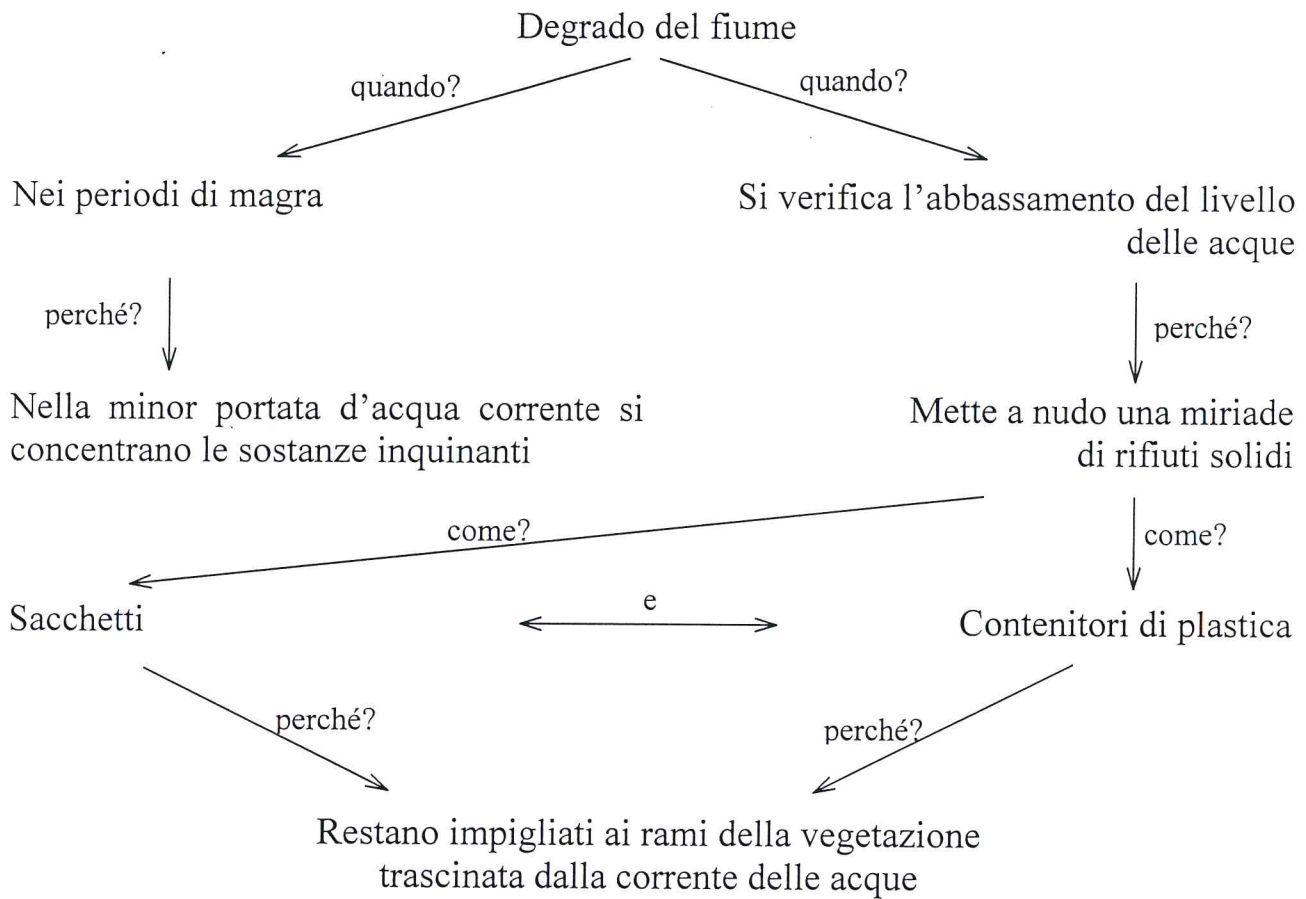 Degrado del fiume
quando?
quando?
Nei periodi di magra
Si verifica l'abbassamento del livello
delle acque
perché?
perché?
Nella minor portata d'acqua corrente si
concentrano le sostanze inquinanti
Mette a nudo una miriade
di rifiuti solidi
come?
come?
Sacchetti
e
Contenitori di plastica
perché?
perché?
Restano impigliati ai rami della vegetazione
trascinata dalla corrente delle acque